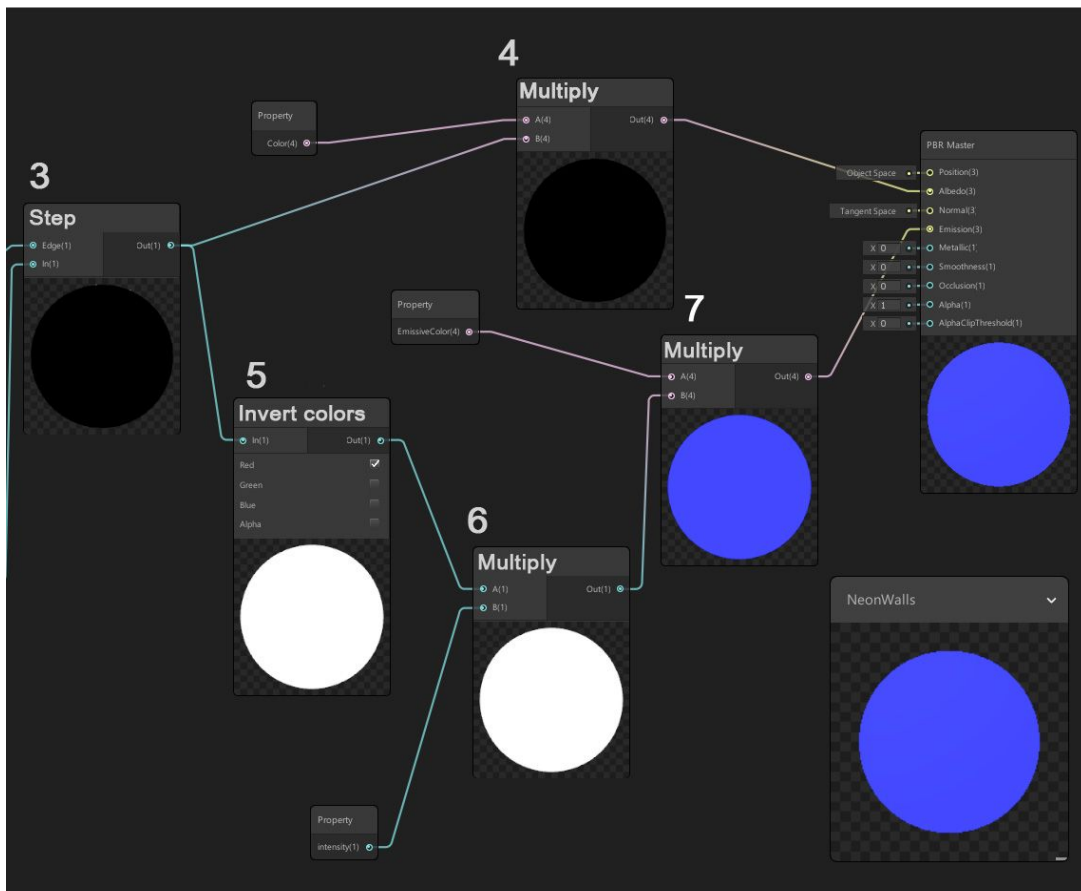 4
Multiply
A(4)
Out(4)
B(4)
Property
Color(4)
PBR Master
Object Space
Position(3)
Albedo(3)
Tangent Space
Normal(3)
Emission(3)
X 0
Metallic(1)
X 0
Smoothness(1)
X 0
Occlusion(1)
X 1
Alpha(1)
X 0
AlphaClipThreshold(1)
3
Step
Edge(1)
Out(1)
In(1)
Property
EmissiveColor(4)
7
Multiply
A(4)
Out(4)
B(4)
5
Invert colors
In(1)
Out(1)
Red
Green
Blue
Alpha
6
Multiply
A(1)
Out(1)
B(1)
NeonWalls
Property
intensity(1)